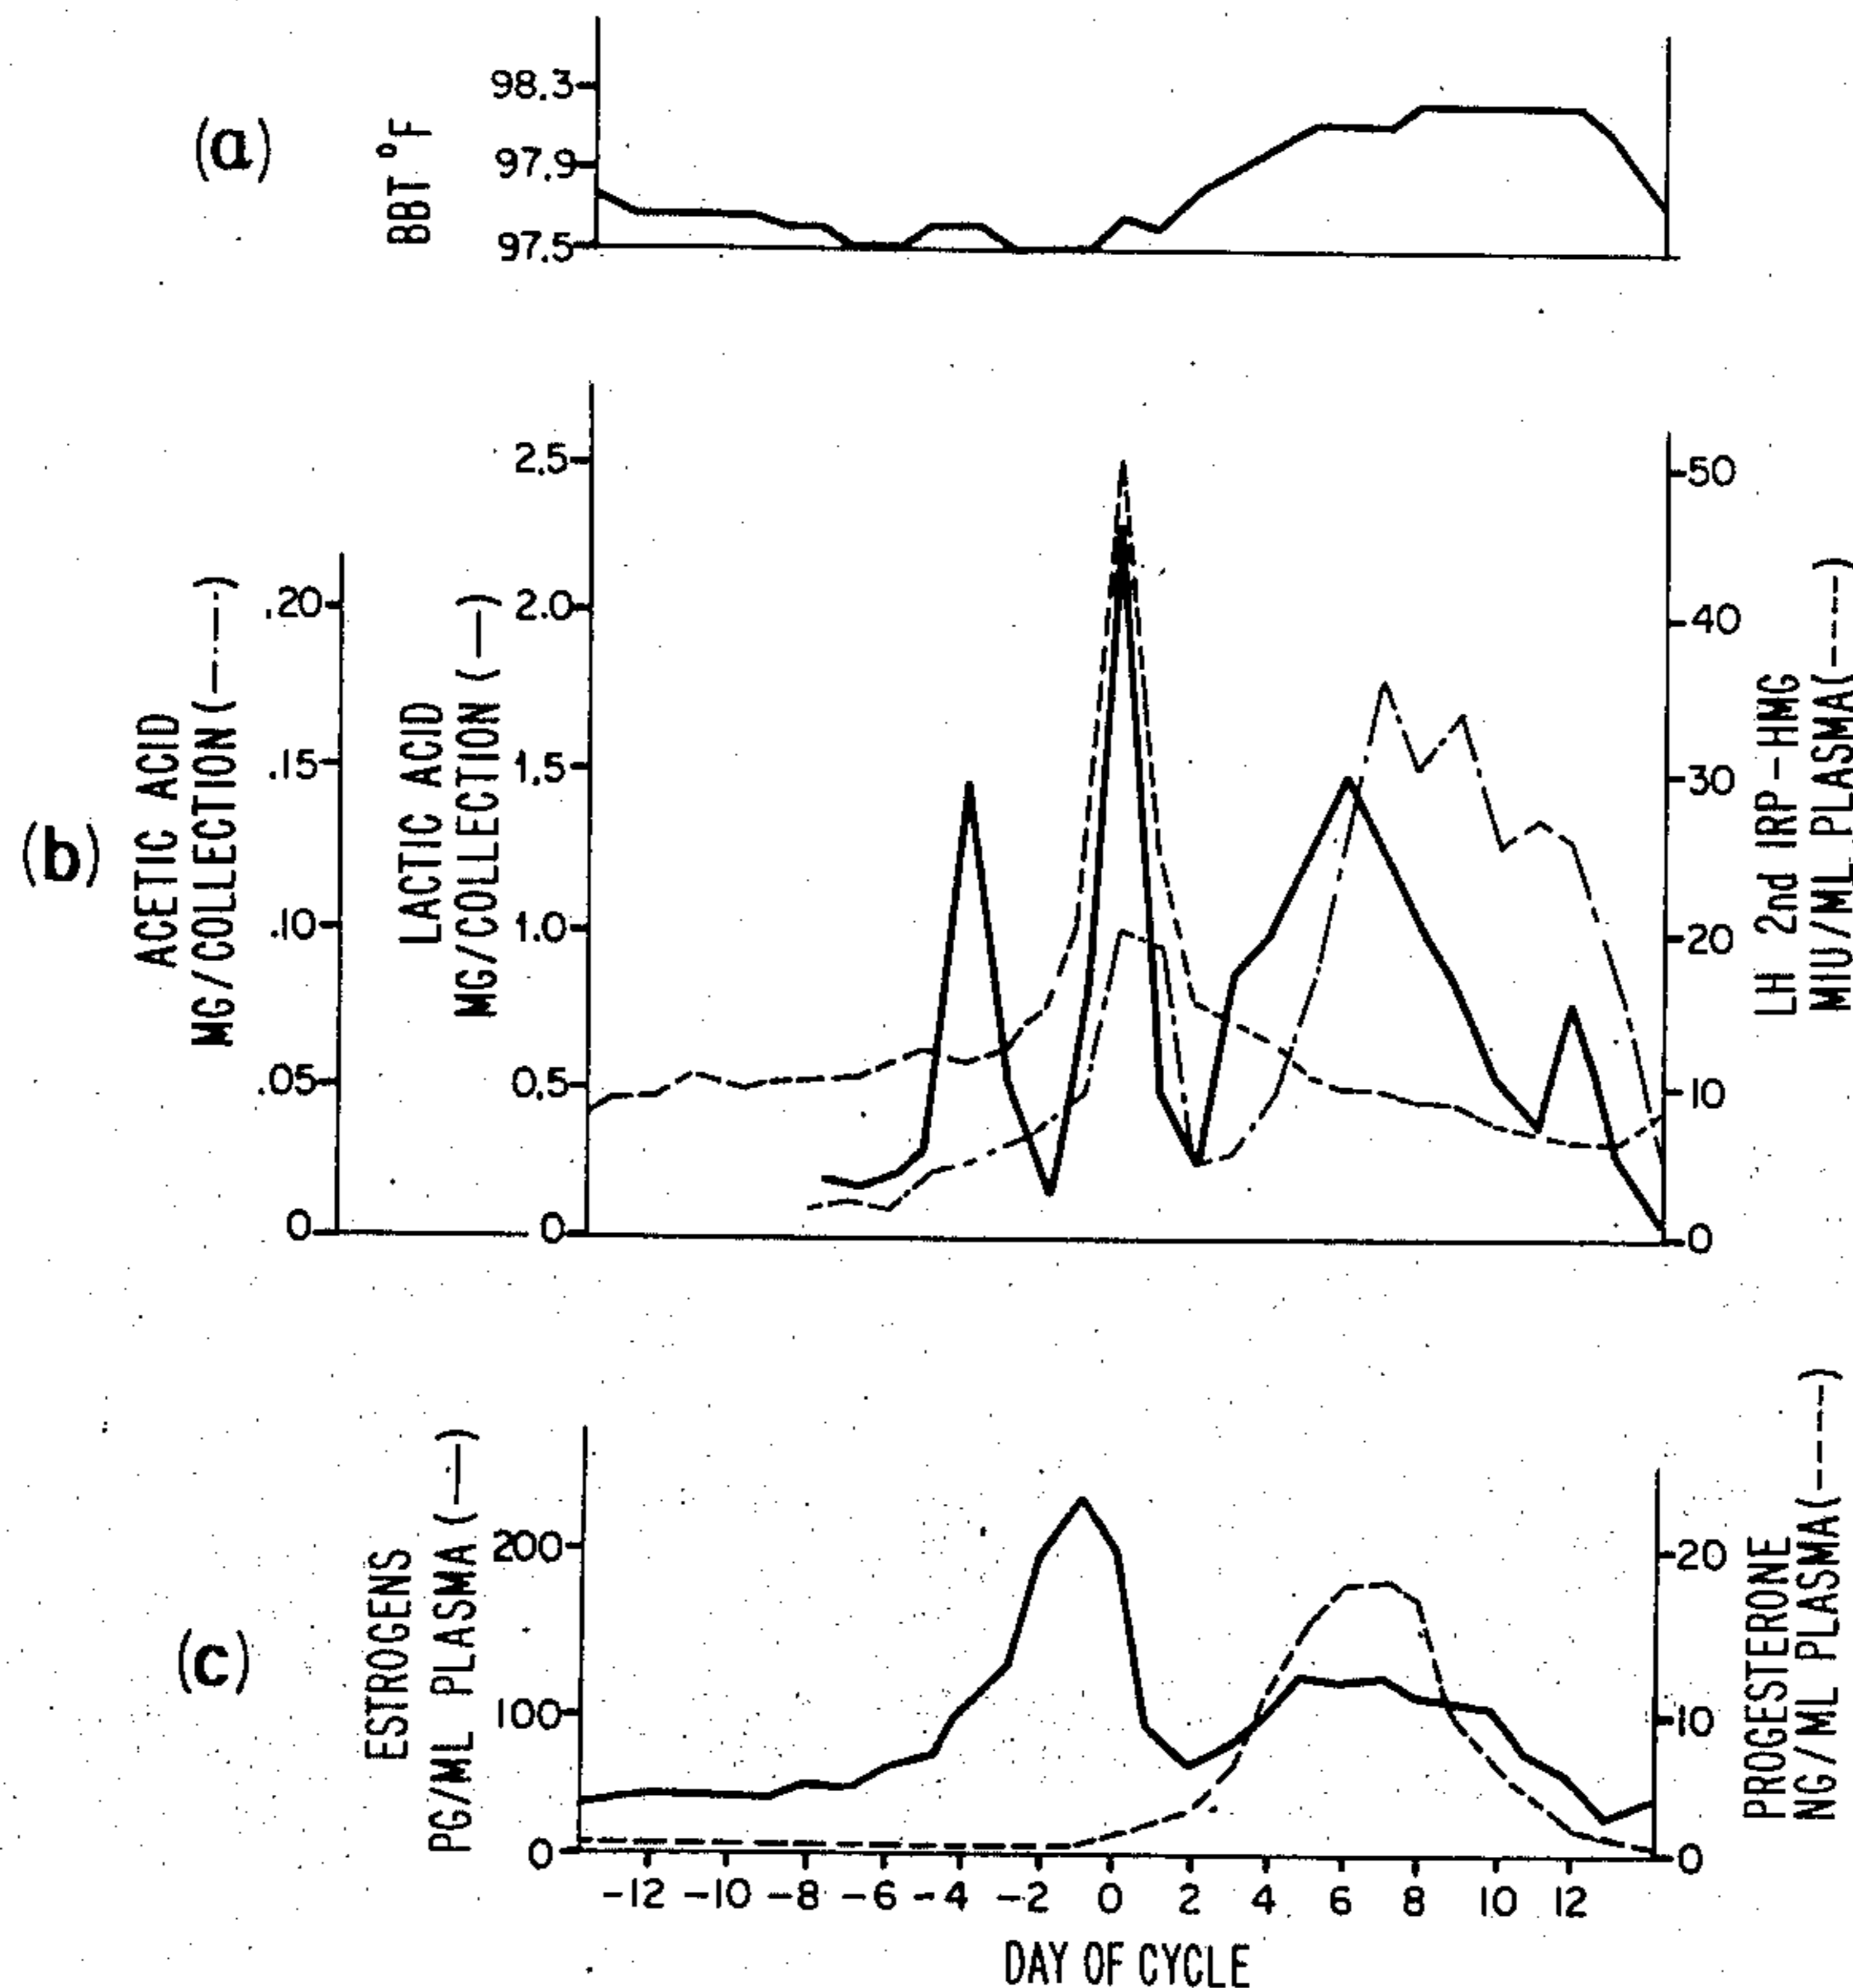 (a)
BBT °F
98.3
97.9
97.5
(b)
ACETIC ACID
MG/COLLECTION (—·—·—)
.20
.15
.10
.05
0
LACTIC ACID
MG/COLLECTION (—)
2.5
2.0
1.5
1.0
0.5
0
50
40
30
20
10
0
LH 2nd IRP-HMG
MIU/ML PLASMA(----)
(c)
ESTROGENS
PG/ML PLASMA (—)
200
100
0
20
10
0
PROGESTERONE
NG/ML PLASMA(----)
-12 -10 -8 -6 -4 -2 0 2 4 6 8 10 12
DAY OF CYCLE